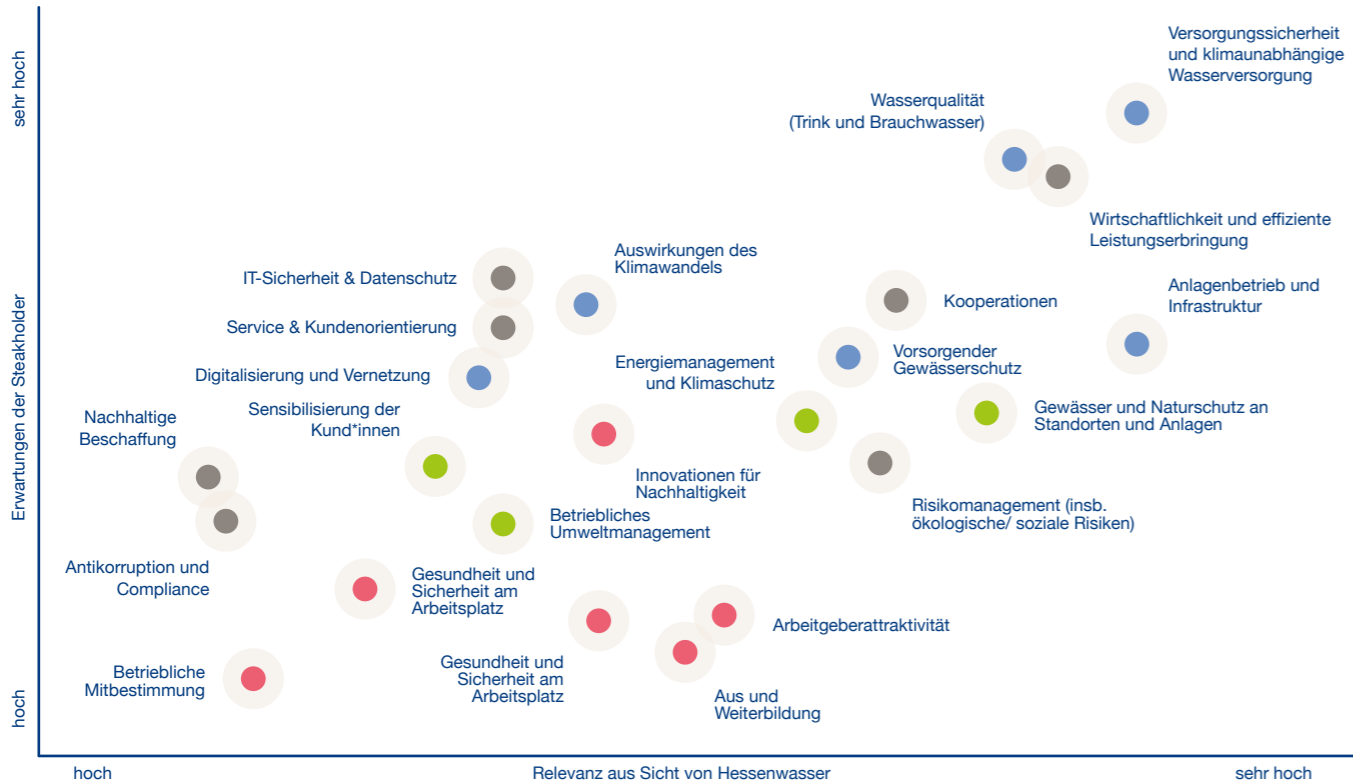 sehr hoch
Erwartungen der Steakholder
hoch
Versorgungssicherheit
und klimaunabhängige
Wasserversorgung
Wasserqualität
(Trink und Brauchwasser)
Wirtschaftlichkeit und effiziente
Leistungserbringung
Auswirkungen des
Klimawandels
IT-Sicherheit & Datenschutz
Service & Kundenorientierung
Digitalisierung und Vernetzung
Kooperationen
Anlagenbetrieb und
Infrastruktur
Energiemanagement
und Klimaschutz
Vorsorgender
Gewässerschutz
Sensibilisierung der
Kund*innen
Nachhaltige
Beschaffung
Gewässer und Naturschutz an
Standorten und Anlagen
Innovationen für
Nachhaltigkeit
Risikomanagement (insb.
ökologische/ soziale Risiken)
Betriebliches
Umweltmanagement
Antikorruption und
Compliance
Gesundheit und
Sicherheit am
Arbeitsplatz
Arbeitgeberattraktivität
Gesundheit und
Sicherheit am
Arbeitsplatz
Betriebliche
Mitbestimmung
Aus und
Weiterbildung
hoch
Relevanz aus Sicht von Hessenwasser
sehr hoch